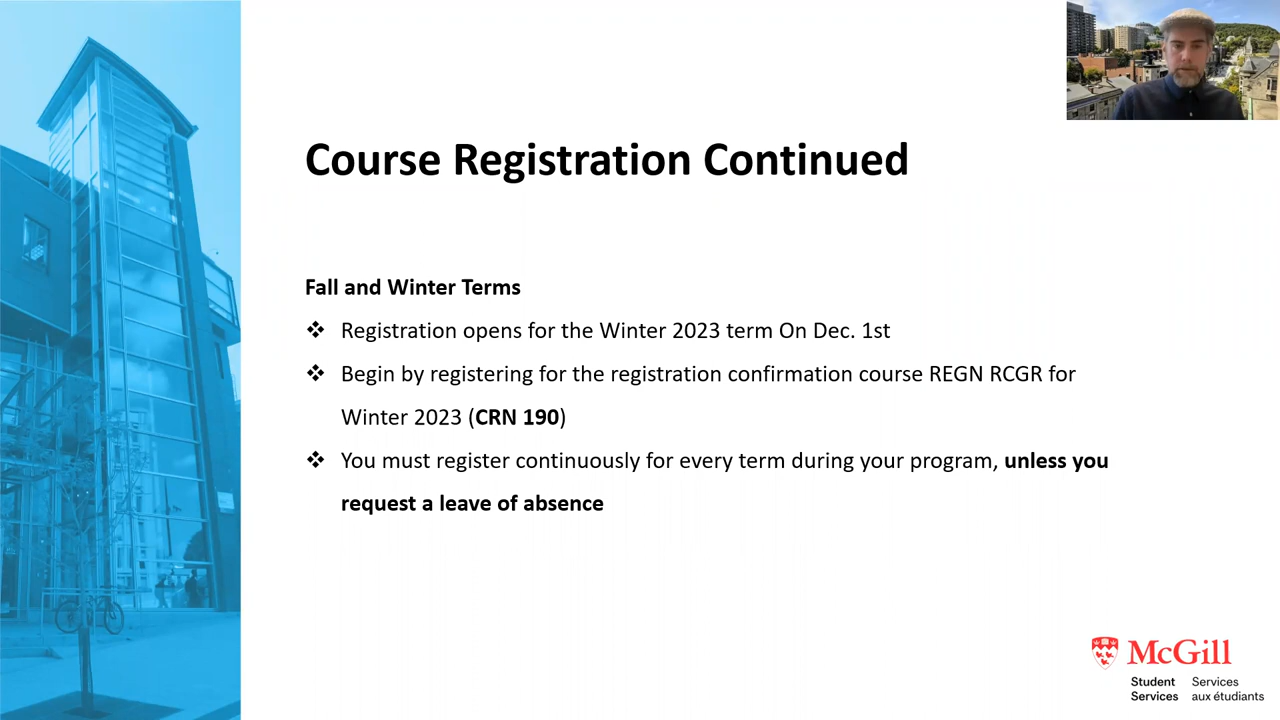 Course Registration Continued
Fall and Winter Terms
❖ Registration opens for the Winter 2023 term On Dec. 1st
❖ Begin by registering for the registration confirmation course REGN RCGR for
Winter 2023 (CRN 190)
❖ You must register continuously for every term during your program, unless you
request a leave of absence
McGill
Student Services
Services aux étudiants